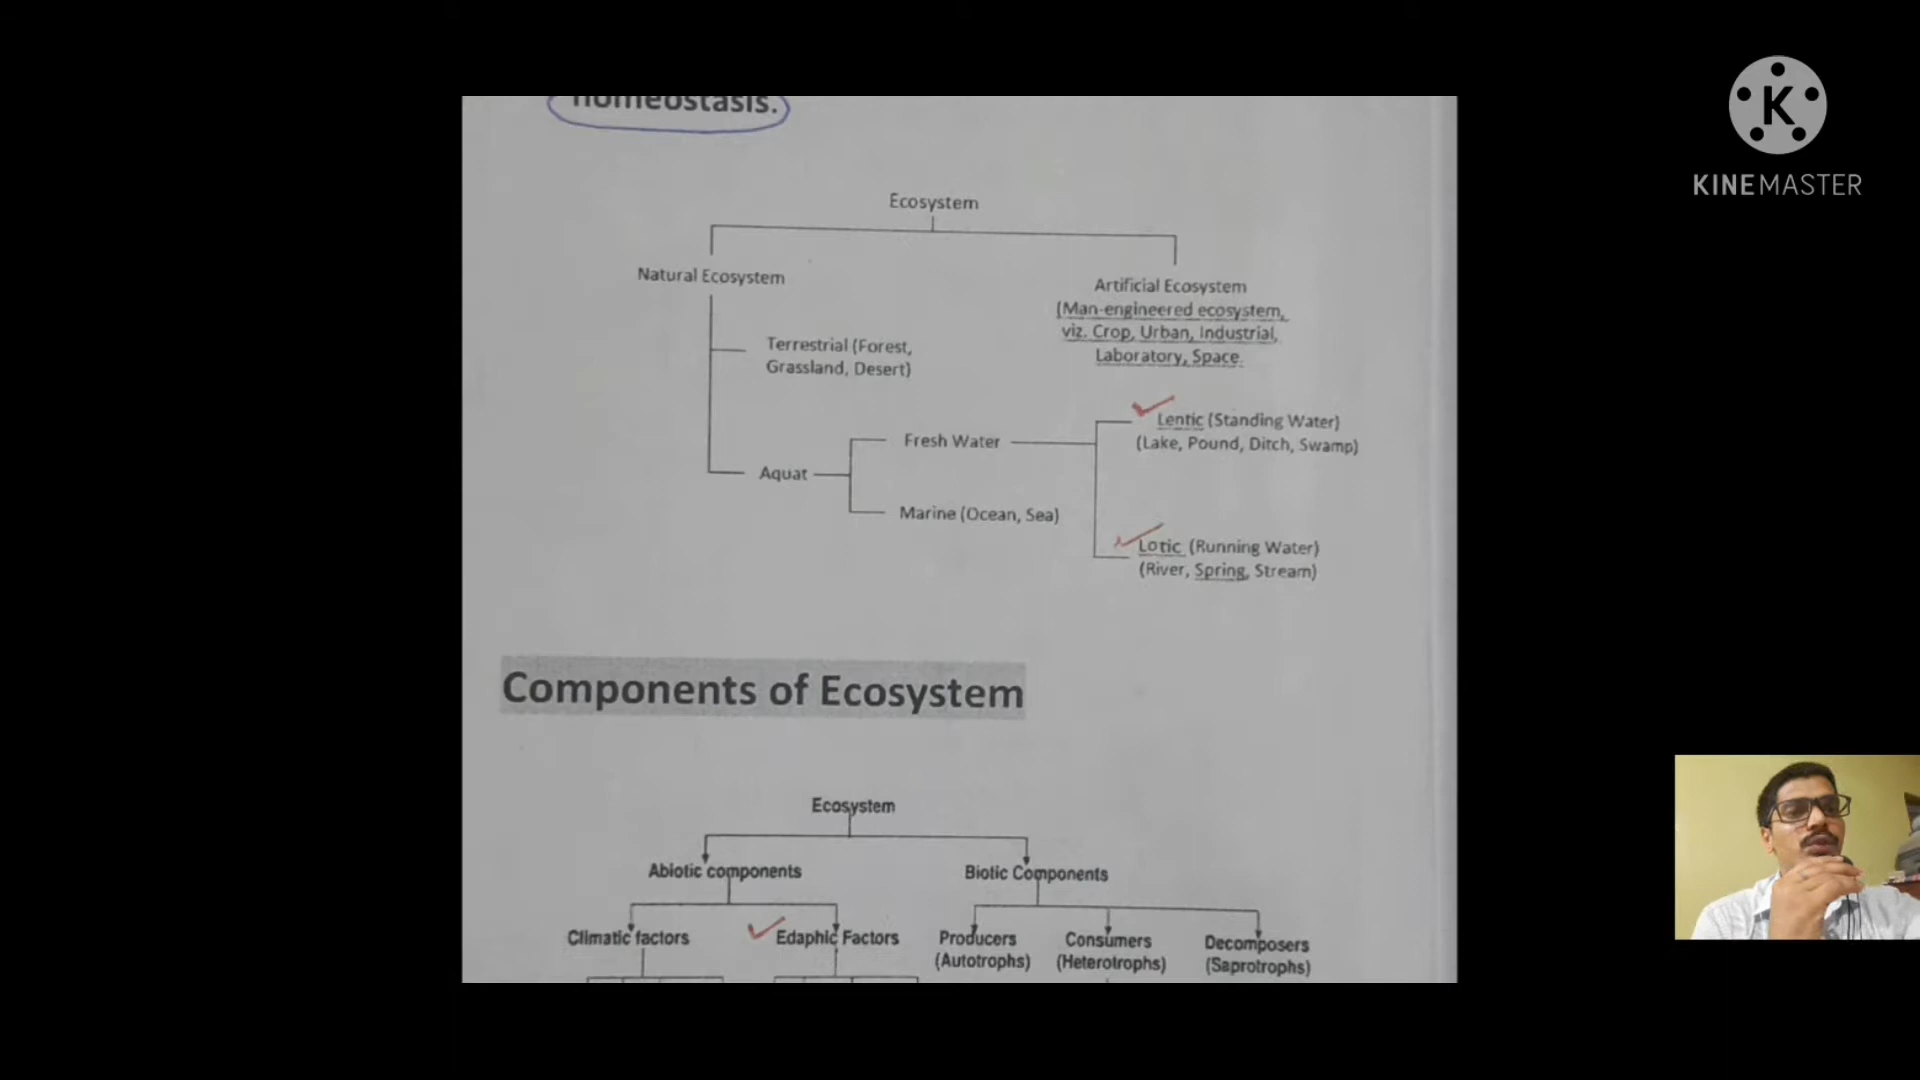 homeostasis.
KINEMASTER
Ecosystem
Natural Ecosystem
Artificial Ecosystem
(Man-engineered ecosystem,
viz. Crop, Urban, Industrial,
Laboratory, Space.
Terrestrial (Forest,
Grassland, Desert)
Lentic (Standing Water)
(Lake, Pound, Ditch, Swamp)
Fresh Water
Aquat
Marine (Ocean, Sea)
Lotic (Running Water)
(River, Spring, Stream)
Components of Ecosystem
Ecosystem
Abiotic components
Biotic Components
Climatic factors
Edaphic Factors
Producers
(Autotrophs)
Consumers
(Heterotrophs)
Decomposers
(Saprotrophs)